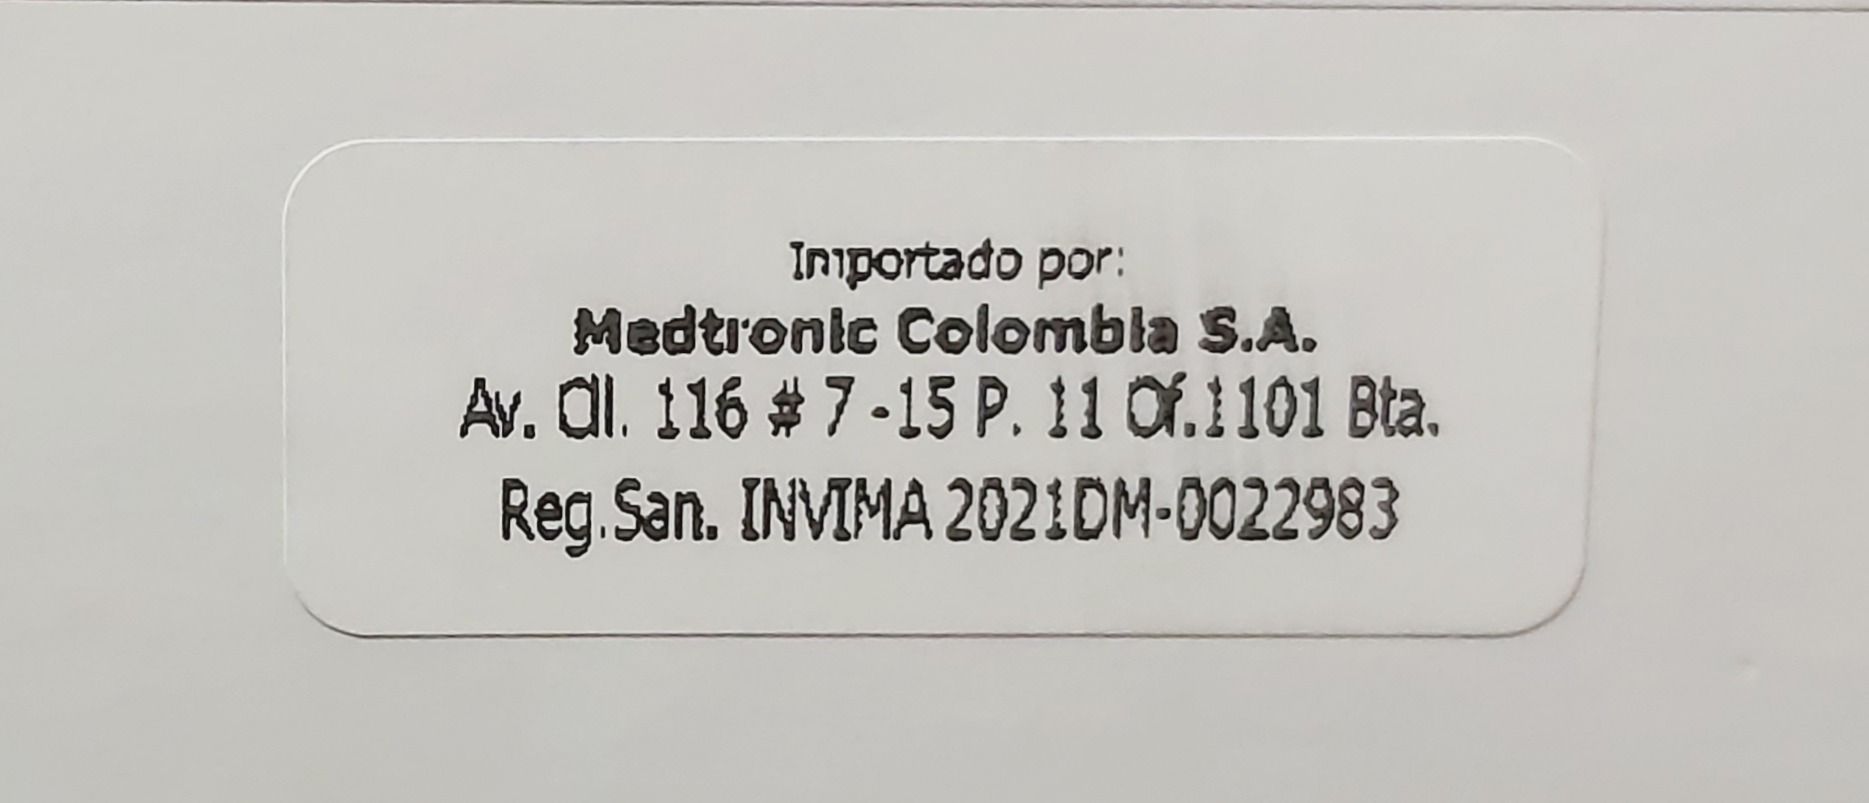 Importado por:
Medtronic Colombia S.A.
Av. Cll. 116 # 7 -15 P. 11 Of.1101 Bta.
Reg.San. INVIMA 2021DM-0022983